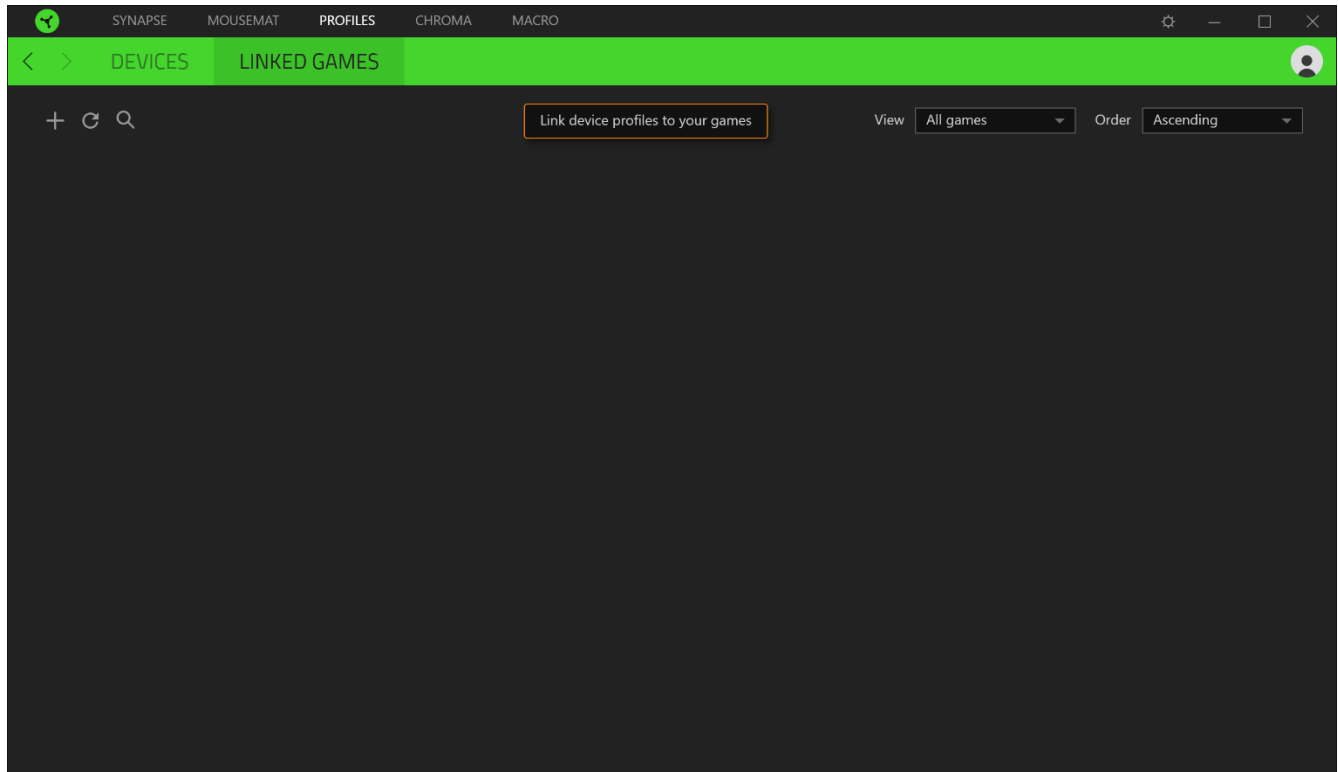 SYNAPSE MOUSEMAT PROFILES CHROMA MACRO
DEVICES LINKED GAMES
Link device profiles to your games View All games Order Ascending